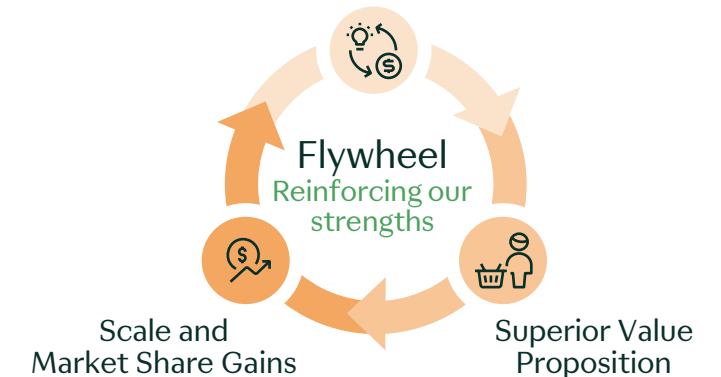 Flywheel
Reinforcing our
strengths
Scale and
Market Share Gains
Superior Value
Proposition